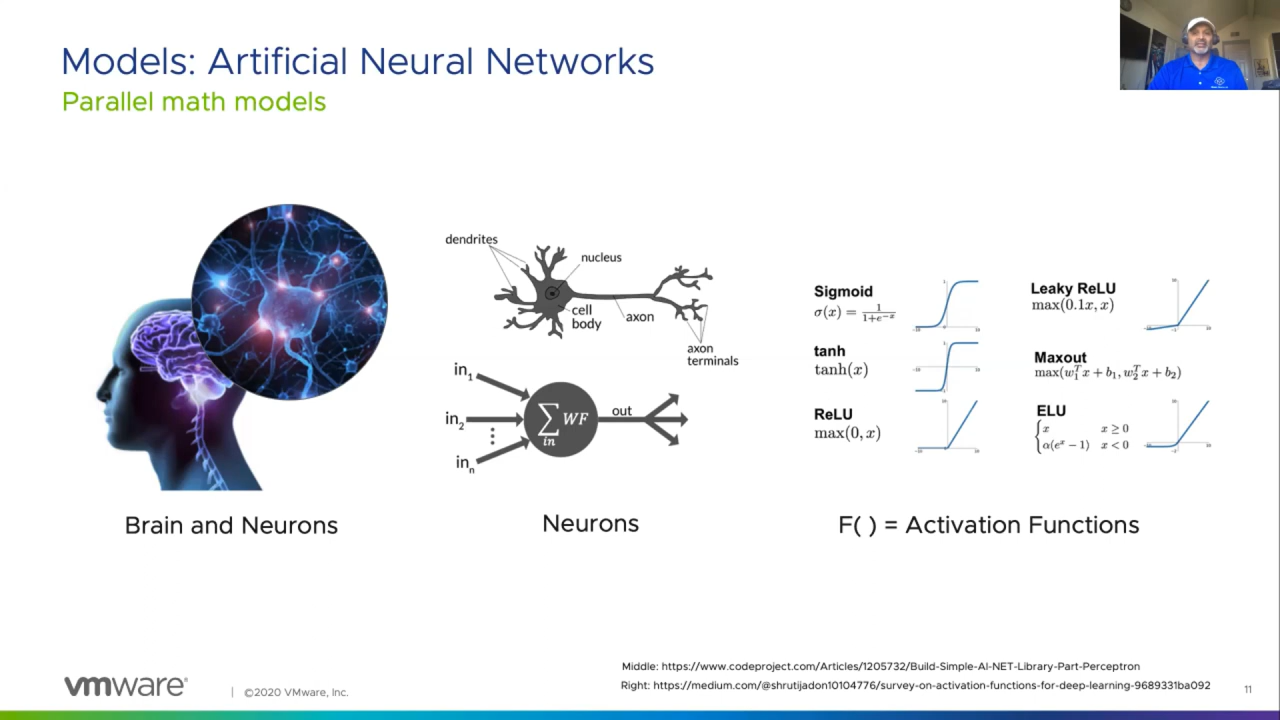 Models: Artificial Neural Networks
Parallel math models
dendrites
nucleus
cell
body
axon
axon
terminals
in₁
in₂
inₙ
∑ WF
in
out
Brain and Neurons
Neurons
Sigmoid
σ(x) = 1/(1+e^-x)
tanh
tanh(x)
ReLU
max(0, x)
Leaky ReLU
max(0.1x, x)
Maxout
max(w₁ᵀx + b₁, w₂ᵀx + b₂)
ELU
x x ≥ 0
α(eˣ − 1) x < 0
F( ) = Activation Functions
Middle: https://www.codeproject.com/Articles/1205732/Build-Simple-AI-NET-Library-Part-Perceptron
Right: https://medium.com/@shrutijadon10104776/survey-on-activation-functions-for-deep-learning-9689331ba092
vmware®
©2020 VMware, Inc.
11